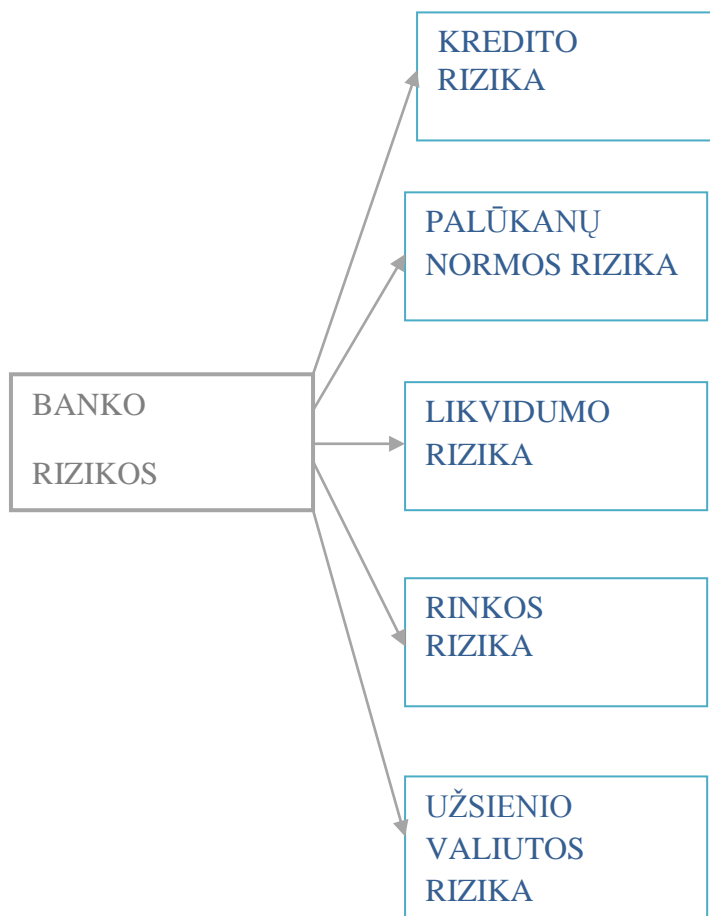 KREDITO
RIZIKA
PALŪKANŲ
NORMOS RIZIKA
BANKO
RIZIKOS
LIKVIDUMO
RIZIKA
RINKOS
RIZIKA
UŽSIENIO
VALIUTOS
RIZIKA